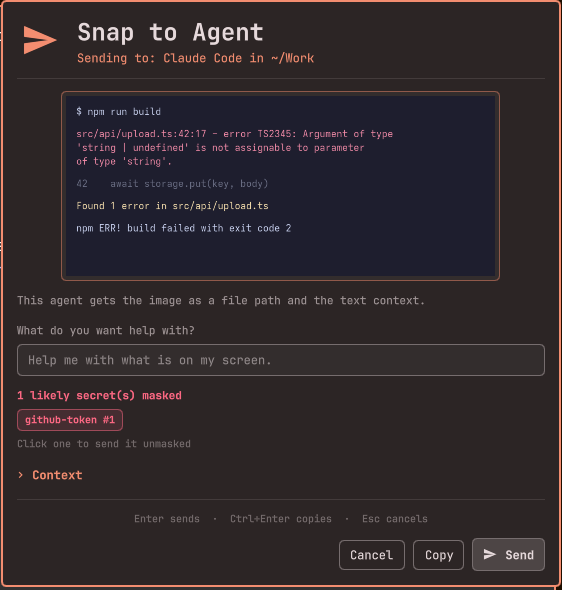 Snap to Agent
Sending to: Claude Code in ~/Work
$ npm run build
src/api/upload.ts:42:17 - error TS2345: Argument of type
'string | undefined' is not assignable to parameter
of type 'string'.
42    await storage.put(key, body)
Found 1 error in src/api/upload.ts
npm ERR! build failed with exit code 2
This agent gets the image as a file path and the text context.
What do you want help with?
Help me with what is on my screen.
1 likely secret(s) masked
github-token #1
Click one to send it unmasked
› Context
Enter sends · Ctrl+Enter copies · Esc cancels
Cancel Copy Send